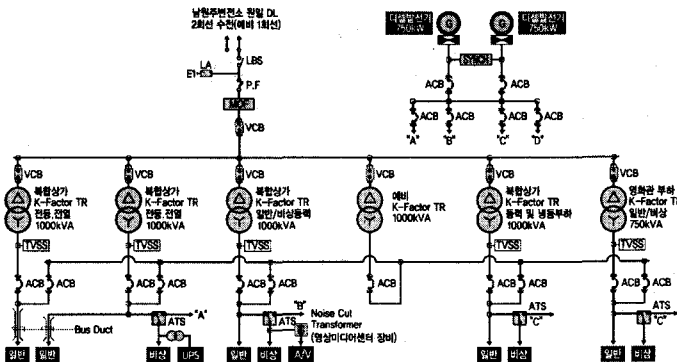 남원주변전소 원일 DL
2회선 수전(예비 1회선)
LA
E1
LBS
P.F
MOF
VCB
디젤발전기
750kW
G
G
디젤발전기
750kW
SYNCH
ACB
ACB
ACB
ACB
ACB
ACB
"A"
"B"
"C"
"D"
VCB
복합상가
K-Factor TR
전등,전열
1000kVA
VCB
복합상가
K-Factor TR
전등,전열
1000kVA
VCB
복합상가
K-Factor TR
일반/비상동력
1000kVA
VCB
예비
K-Factor TR
1000kVA
VCB
복합상가
K-Factor TR
동력 및 냉동부하
1000kVA
VCB
영화관 부하
K-Factor TR
일반/비상
750kVA
TVSS
TVSS
TVSS
TVSS
TVSS
ACB
ACB
ACB
ACB
ACB
ACB
ACB
ACB
ACB
ACB
ACB
Bus Duct
"A"
ATS
"B"
ATS
Noise Cut
Transformer
(영상미디어센터 장비)
ATS
"C"
ATS
"C"
일반
일반
비상
UPS
일반
비상
A/V
일반
비상
일반
비상